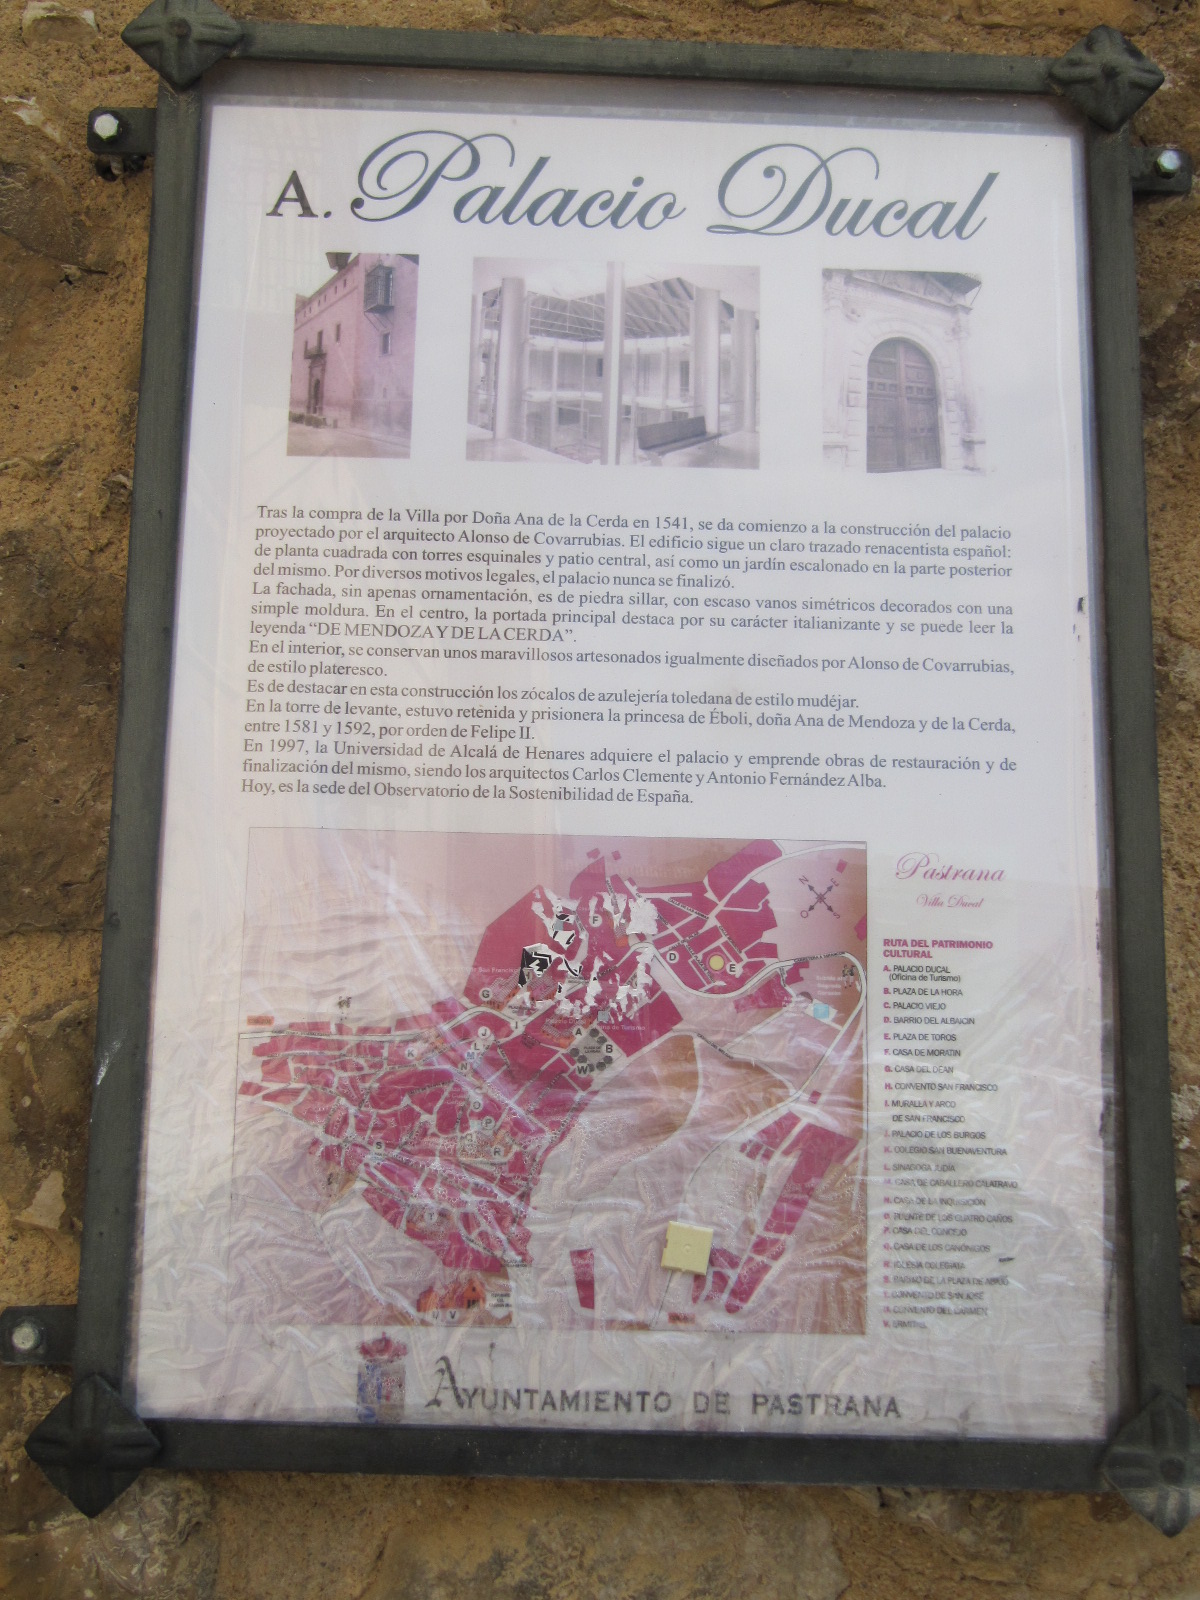 A. Palacio Ducal
Tras la compra de la Villa por Doña Ana de la Cerda en 1541, se da comienzo a la construcción del palacio
proyectado por el arquitecto Alonso de Covarrubias. El edificio sigue un claro trazado renacentista español:
de planta cuadrada con torres esquinales y patio central, así como un jardín escalonado en la parte posterior
del mismo. Por diversos motivos legales, el palacio nunca se finalizó.
La fachada, sin apenas ornamentación, es de piedra sillar, con escaso vanos simétricos decorados con una
simple moldura. En el centro, la portada principal destaca por su carácter italianizante y se puede leer la
leyenda “DE MENDOZA Y DE LA CERDA”.
En el interior, se conservan unos maravillosos artesonados igualmente diseñados por Alonso de Covarrubias,
de estilo plateresco.
Es de destacar en esta construcción los zócalos de azulejería toledana de estilo mudéjar.
En la torre de levante, estuvo retenida y prisionera la princesa de Éboli, doña Ana de Mendoza y de la Cerda,
entre 1581 y 1592, por orden de Felipe II.
En 1997, la Universidad de Alcalá de Henares adquiere el palacio y emprende obras de restauración y de
finalización del mismo, siendo los arquitectos Carlos Clemente y Antonio Fernández Alba.
Hoy, es la sede del Observatorio de la Sostenibilidad de España.
Pastrana
Villa Ducal
N E
O S
RUTA DEL PATRIMONIO
CULTURAL
A. PALACIO DUCAL
(Oficina de Turismo)
B. PLAZA DE LA HORA
C. PALACIO VIEJO
D. BARRIO DEL ALBAICIN
E. PLAZA DE TOROS
F. CASA DE MORATIN
G. CASA DEL DEAN
H. CONVENTO SAN FRANCISCO
I. MURALLA Y ARCO
DE SAN FRANCISCO
J. PALACIO DE LOS BURGOS
K. COLEGIO SAN BUENAVENTURA
L. SINAGOGA JUDÍA
M. CASA DE CABALLERO CALATRAVO
N. CASA DE LA INQUISICIÓN
FUENTE DE LOS CUATRO CAÑOS
P. CASA DEL CONCEJO
CASA DE LOS CANÓNIGOS
IGLESIA COLEGIATA
DE LA PLAZA DE
CONVENTO DE SAN JOSÉ
CONVENTO DEL CARMEN
F
D
E
G
I
J
A
B
K
L
N
W
P
R
S
T
U V
AYUNTAMIENTO DE PASTRANA